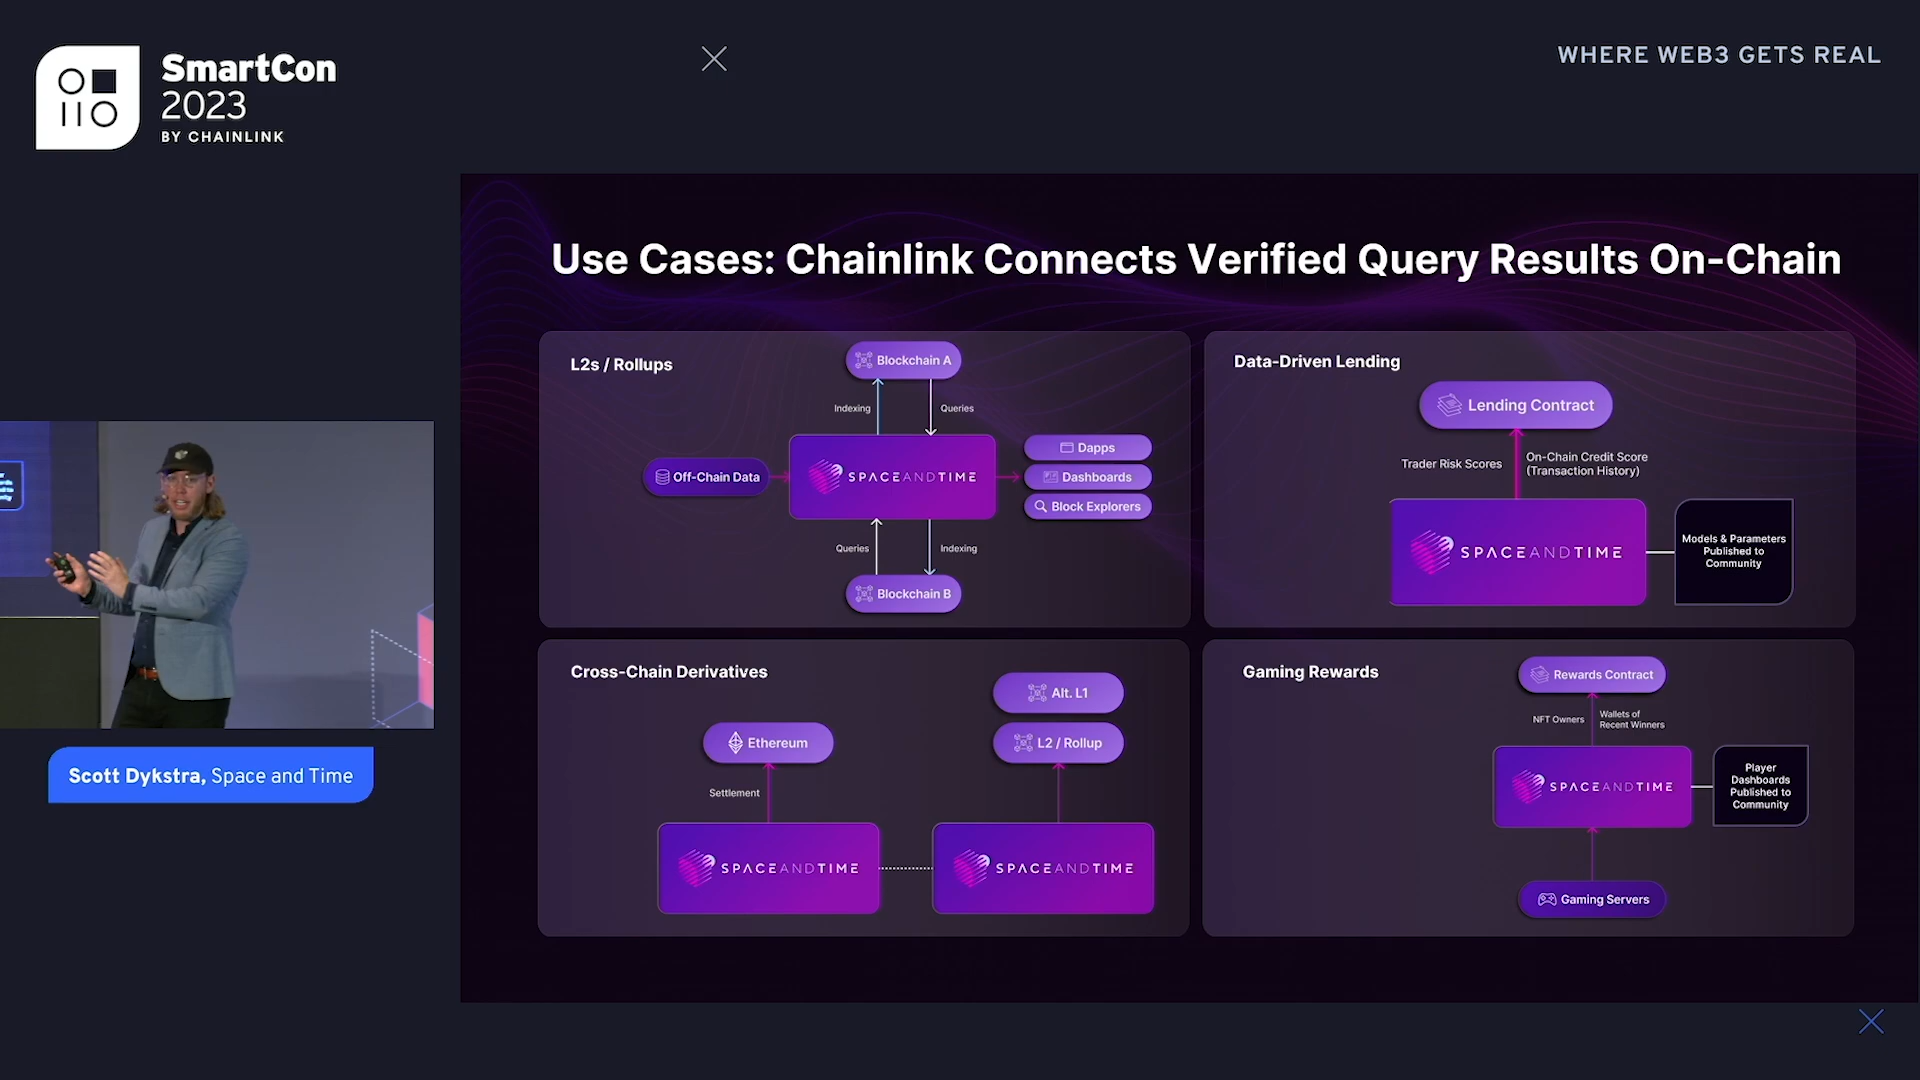 SmartCon
2023
BY CHAINLINK
WHERE WEB3 GETS REAL
Use Cases: Chainlink Connects Verified Query Results On-Chain
L2s / Rollups
Blockchain A
Indexing
Queries
Off-Chain Data
SPACEANDTIME
Dapps
Dashboards
Block Explorers
Queries
Indexing
Blockchain B
Data-Driven Lending
Lending Contract
Trader Risk Scores
On-Chain Credit Score
(Transaction History)
SPACEANDTIME
Models & Parameters
Published to
Community
Cross-Chain Derivatives
Alt. L1
Ethereum
L2 / Rollup
Settlement
SPACEANDTIME
SPACEANDTIME
Gaming Rewards
Rewards Contract
NFT Owners
Wallets of
Recent Winners
SPACEANDTIME
Player
Dashboards
Published to
Community
Gaming Servers
Scott Dykstra, Space and Time